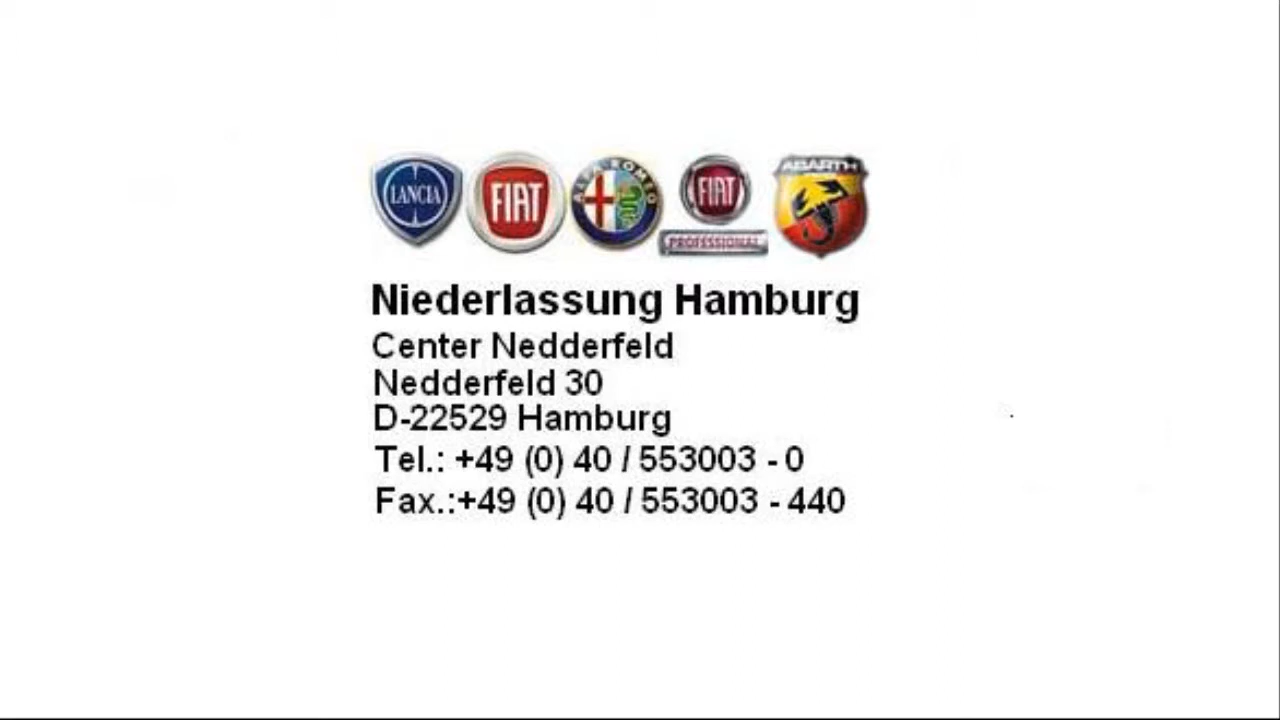 LANCIA FIAT ALFA ROMEO FIAT PROFESSIONAL ABARTH
Niederlassung Hamburg
Center Nedderfeld
Nedderfeld 30
D-22529 Hamburg
Tel.: +49 (0) 40 / 553003 - 0
Fax.:+49 (0) 40 / 553003 - 440